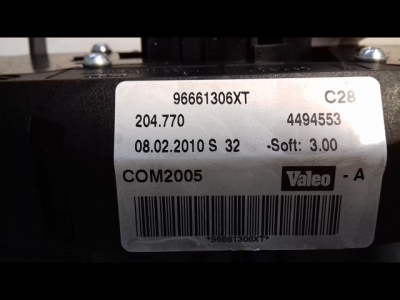 96661306XT C28
204.770 4494553
08.02.2010 S 32 -Soft: 3.00
COM2005 Valeo - A
*96661306XT*